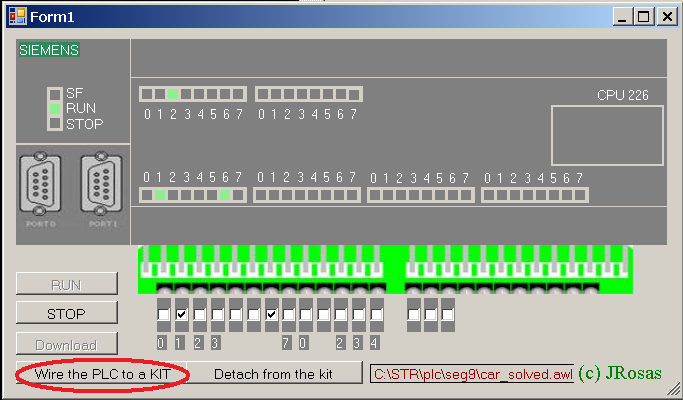 Form1
SIEMENS
SF
RUN
STOP
CPU 226
0 1 2 3 4 5 6 7 0 1 2 3 4 5 6 7
0 1 2 3 4 5 6 7 0 1 2 3 4 5 6 7 0 1 2 3 4 5 6 7 0 1 2 3 4 5 6 7
PORT 0 PORT 1
RUN
STOP
Download
0 1 2 3 7 0 2 3 4
Wire the PLC to a KIT Detach from the kit C:\STR\plc\seg9\car_solved.awl (c) JRosas